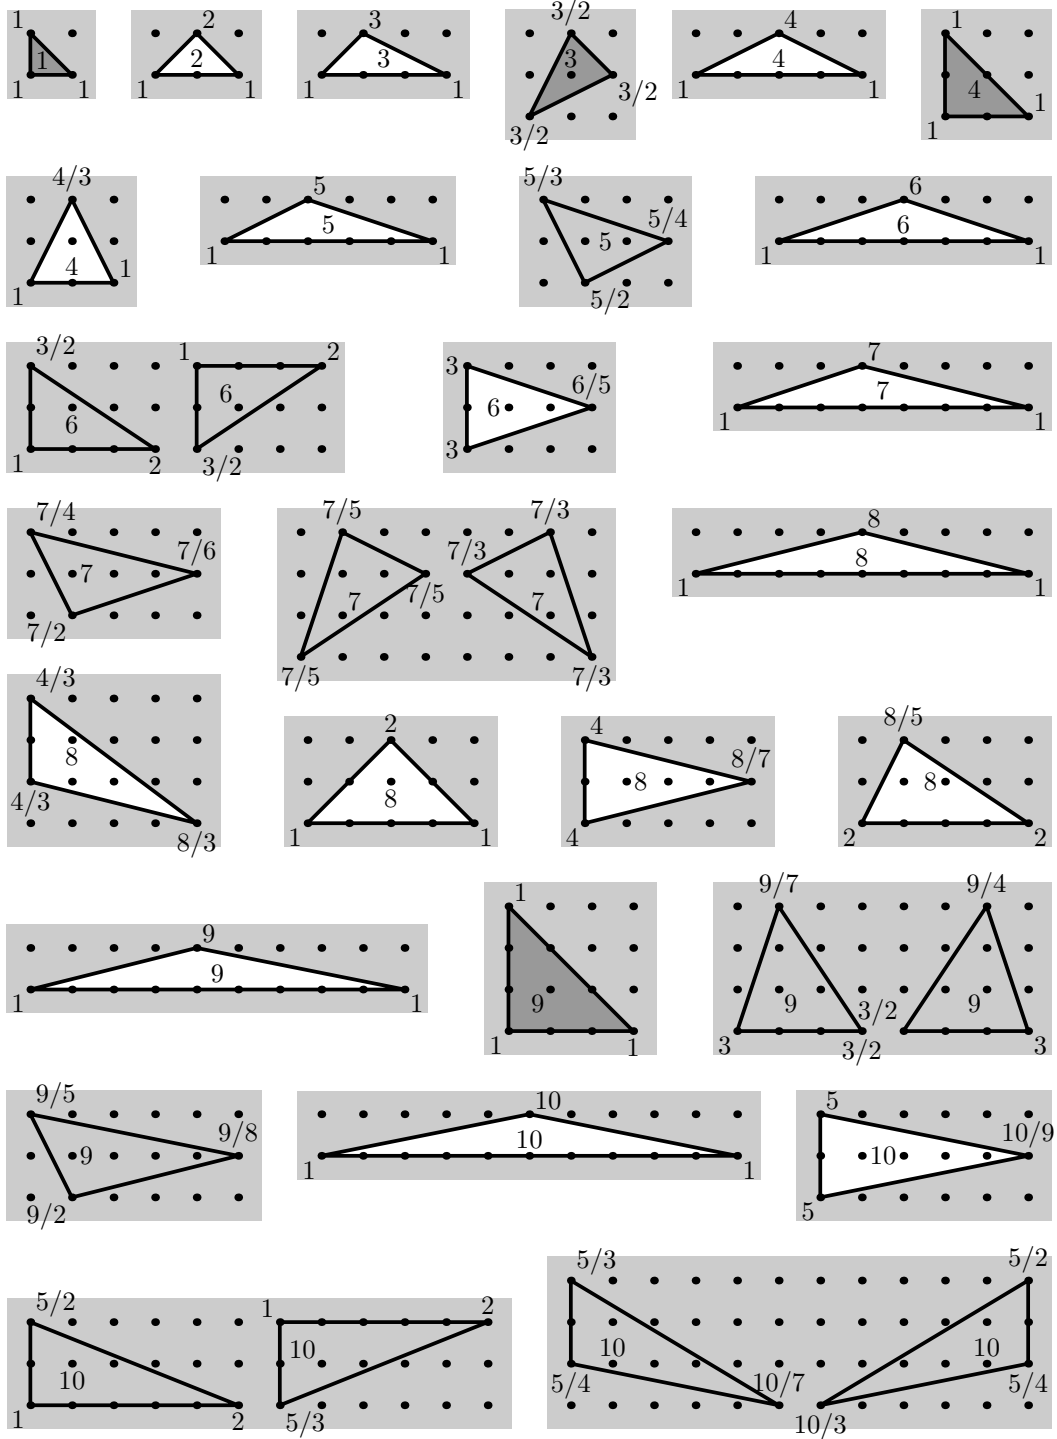 1 2 3 3/2 4 1
1 2 3 3 4 4
1 1 1 1 1 1 3/2 3/2 1 1 1 1
4/3 5 5/3 6
4 5 5 5/4 6
1 1 1 1 5/2 1 1
3/2 1 2 3 6/5 7
6 6 6 7
1 2 3/2 3 1 1
7/4 7/5 7/3 8
7 7/6 7/3 8
7/2 7 7/5 7 1 1
7/5 7/3
4/3 2 4 8/5
8 8 8 8/7 8
4/3 8/3 1 1 4 2 2
9 1 9/7 9/4
9 9 9 9
1 1 1 1 3 3/2 3/2 3
9/5 10 5
9 9/8 10 10 10/9
9/2 1 1 5
5/2 1 2 5/3 5/2
10 10 10 10
1 2 5/3 5/4 10/7 10/3 5/4